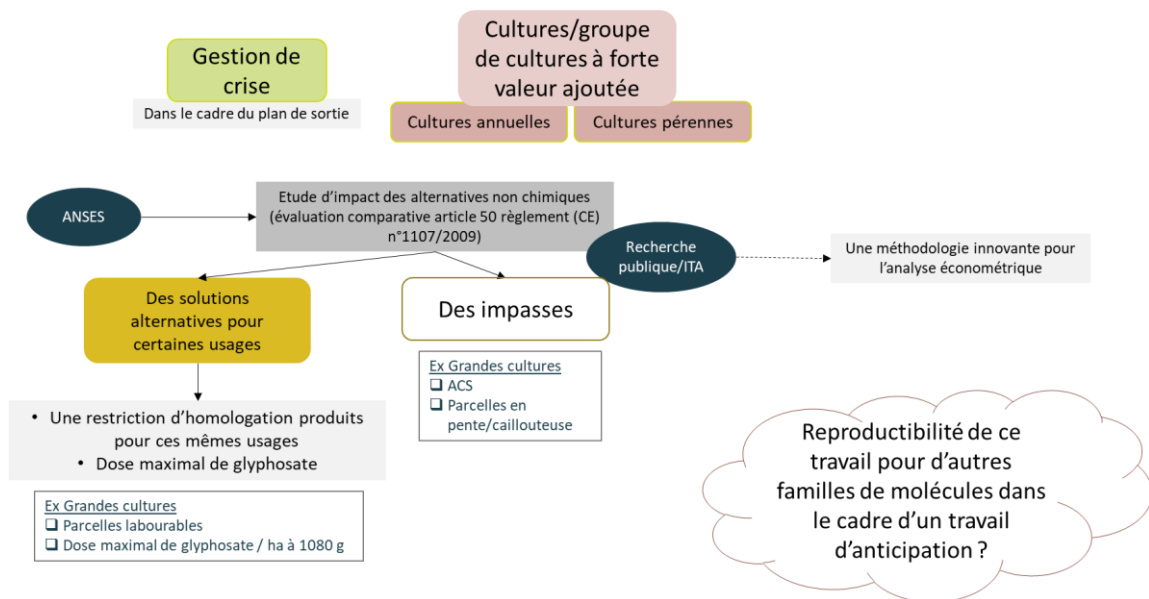 Gestion de
crise
Dans le cadre du plan de sortie
Cultures/groupe
de cultures à forte
valeur ajoutée
Cultures annuelles
Cultures pérennes
ANSES
Etude d'impact des alternatives non chimiques
(évaluation comparative article 50 règlement (CE)
n°1107/2009)
Recherche
publique/ITA
Une méthodologie innovante pour
l'analyse économétrique
Des solutions
alternatives pour
certaines usages
Des impasses
Ex Grandes cultures
❑ ACS
❑ Parcelles en
pente/caillouteuse
• Une restriction d'homologation produits
pour ces mêmes usages
• Dose maximal de glyphosate
Ex Grandes cultures
❑ Parcelles labourables
❑ Dose maximal de glyphosate / ha à 1080 g
Reproductibilité de ce
travail pour d'autres
familles de molécules dans
le cadre d'un travail
d'anticipation ?